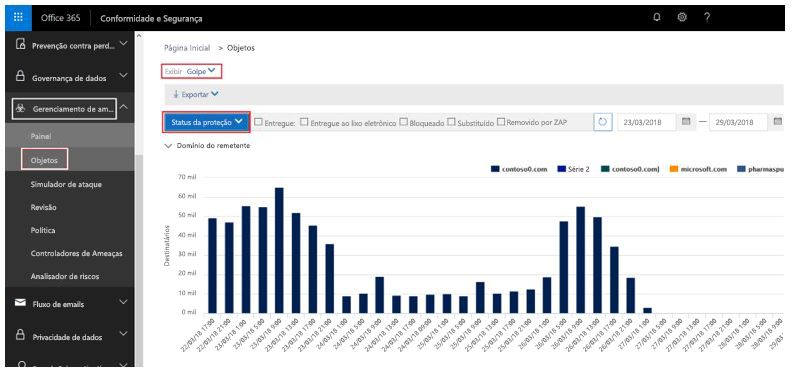 Office 365 Conformidade e Segurança
Prevenção contra perd...
Governança de dados
Gerenciamento de am...
Painel
Objetos
Simulador de ataque
Revisão
Política
Controladores de Ameaças
Analisador de riscos
Fluxo de emails
Privacidade de dados
Página Inicial > Objetos
Exibir Golpe
Exportar
Status da proteção Entregue: Entregue ao lixo eletrônico Bloqueado Substituído Removido por ZAP 23/03/2018 — 29/03/2018
Domínio do remetente
contoso0.com Série 2 contoso0.com) microsoft.com pharmaspu
Destinatários
70 mil
60 mil
50 mil
40 mil
30 mil
20 mil
10 mil
0 mil
22/03/18 17:00
22/03/18 21:00
23/03/18 1:00
23/03/18 5:00
23/03/18 9:00
23/03/18 13:00
23/03/18 17:00
23/03/18 21:00
24/03/18 1:00
24/03/18 5:00
24/03/18 9:00
24/03/18 13:00
24/03/18 17:00
25/03/18 1:00
25/03/18 5:00
25/03/18 9:00
25/03/18 13:00
25/03/18 17:00
25/03/18 21:00
26/03/18 1:00
26/03/18 5:00
26/03/18 9:00
26/03/18 13:00
26/03/18 17:00
26/03/18 21:00
27/03/18 1:00
27/03/18 5:00
27/03/18 9:00
27/03/18 13:00
27/03/18 17:00
27/03/18 21:00
28/03/18 1:00
28/03/18 5:00
28/03/18 9:00